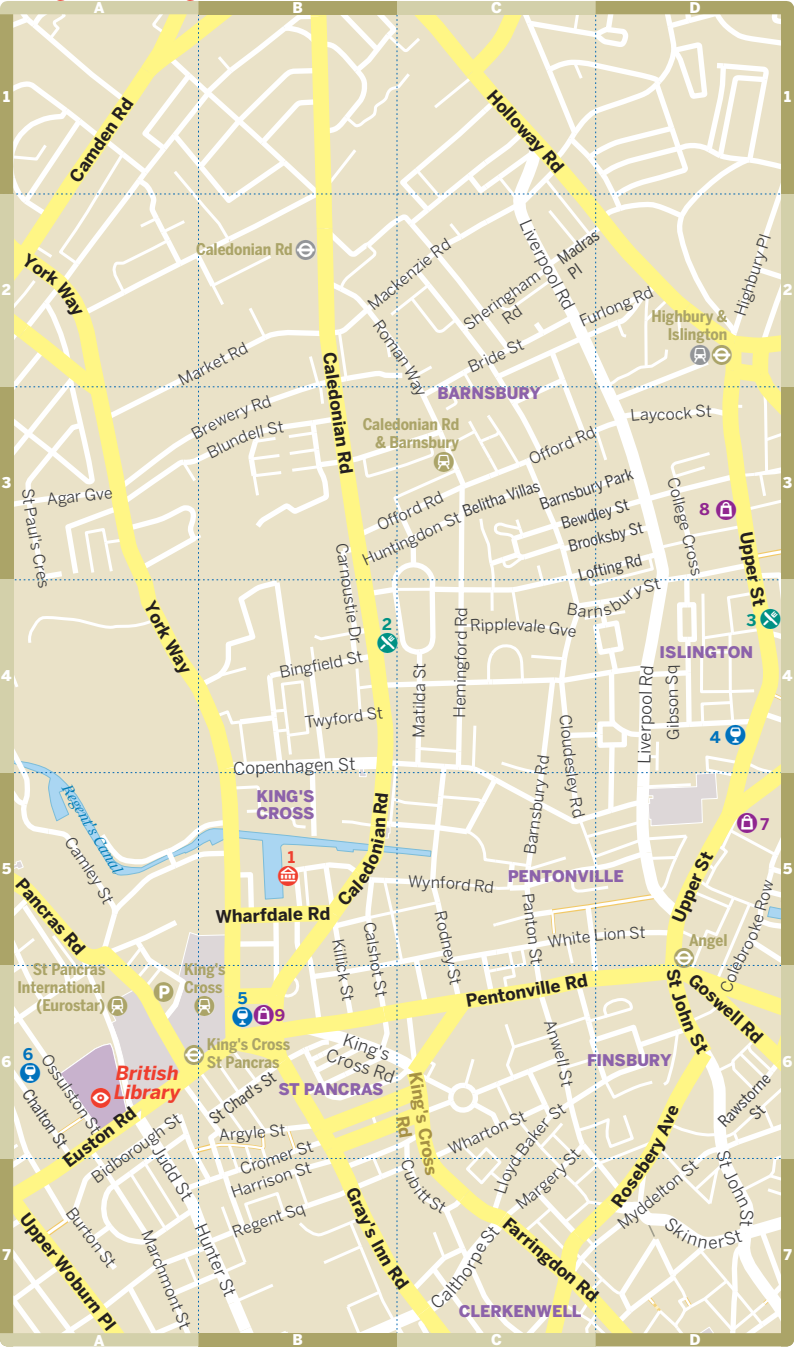 A B C D
1 1
Camden Rd
Holloway Rd
2 2
Caledonian Rd
York Way
Mackenzie Rd
Liverpool Rd
Madras
Pl
Sheringham
Rd
Highbury Pl
Furlong Rd
Highbury &
Islington
Market Rd
Roman Way
Bride St
Caledonian Rd
BARNSBURY
Brewery Rd
Blundell St
Caledonian Rd
& Barnsbury
Laycock St
Offord Rd
3 3
St Paul's Cres
Agar Gve
Offord Rd
Huntingdon St
Belitha Villas
Barnsbury Park
Bewdley St
Brooksby St
Lofting Rd
College Cross
8
Upper St
Carnoustie Dr
York Way
2
Barnsbury St
3
Ripplevale Gve
Hemingford Rd
ISLINGTON
4 4
Bingfield St
Matilda St
Twyford St
Liverpool Rd
Gibson Sq
4
Cloudesley Rd
Copenhagen St
Barnsbury Rd
Regent's Canal
KING'S
CROSS
Caledonian Rd
7
Camley St
1
5 5
Wynford Rd
PENTONVILLE
Upper St
Pancras Rd
Wharfdale Rd
Panton St
Colebrooke Row
Killick St
Calshot St
Rodney St
White Lion St
Angel
St Pancras
International
(Eurostar)
P
King's
Cross
5
9
Pentonville Rd
St John St
Goswell Rd
6 6
6
King's Cross
St Pancras
King's
Cross Rd
Anwell St
FINSBURY
Ossulston St
British
Library
Chalton St
St Chad's St
ST PANCRAS
King's Cross
Rd
Rawstorne
St
Euston Rd
Bidborough St
Argyle St
Wharton St
Lloyd Baker St
Rosebery Ave
Judd St
Cromer St
Harrison St
Cubitt St
Margery St
Myddelton St
St John St
7 7
Upper Woburn Pl
Burton St
Marchmont St
Hunter St
Regent Sq
Gray's Inn Rd
Calthorpe St
Farringdon Rd
Skinner St
CLERKENWELL
A B C D